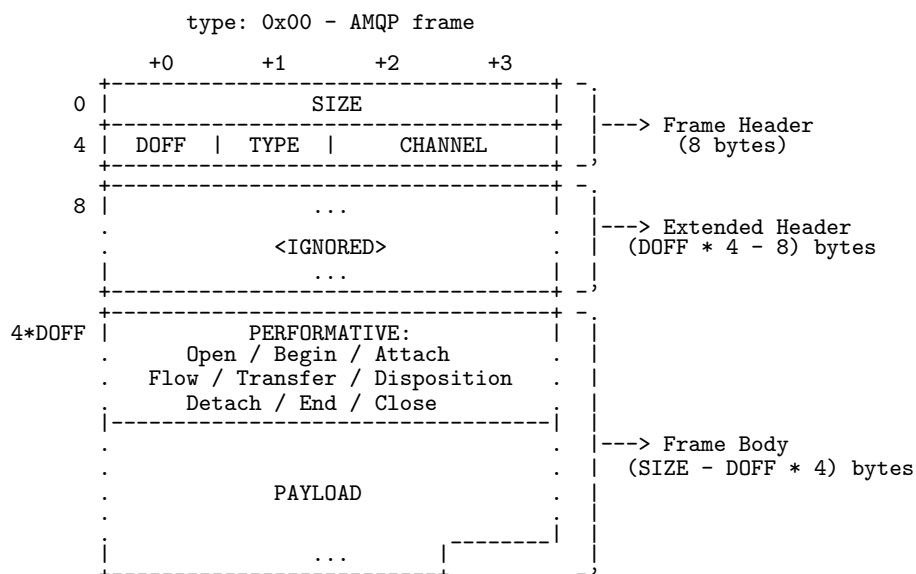 type: 0x00 - AMQP frame
+0 +1 +2 +3
0 SIZE
4 DOFF | TYPE | CHANNEL
---> Frame Header
(8 bytes)
8 ...
<IGNORED>
...
---> Extended Header
(DOFF * 4 - 8) bytes
4*DOFF PERFORMATIVE:
Open / Begin / Attach
Flow / Transfer / Disposition
Detach / End / Close
---> Frame Body
(SIZE - DOFF * 4) bytes
PAYLOAD
...